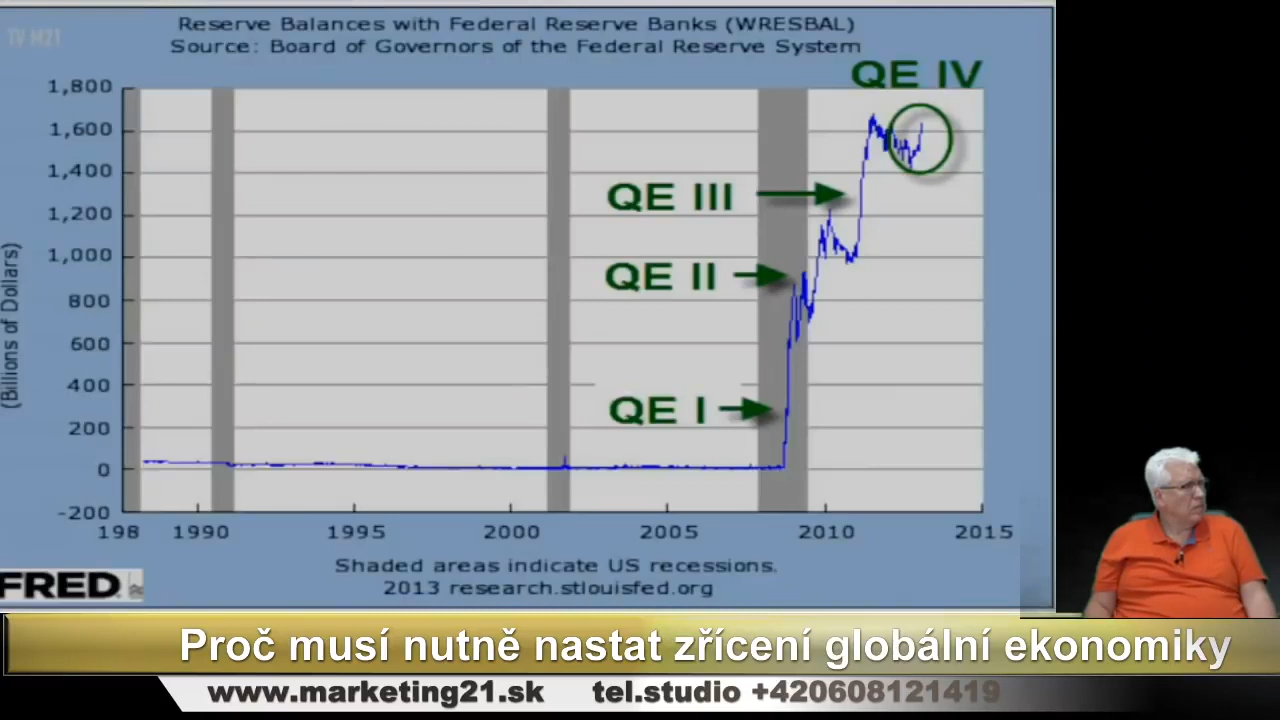 TV M21
Reserve Balances with Federal Reserve Banks (WRESBAL)
Source: Board of Governors of the Federal Reserve System
QE IV
1,800
1,600
1,400
QE III
1,200
1,000
QE II
800
600
400
QE I
200
0
-200
(Billions of Dollars)
198 1990 1995 2000 2005 2010 2015
Shaded areas indicate US recessions.
2013 research.stlouisfed.org
FRED
Proč musí nutně nastat zřícení globální ekonomiky
www.marketing21.sk tel.studio +420608121419